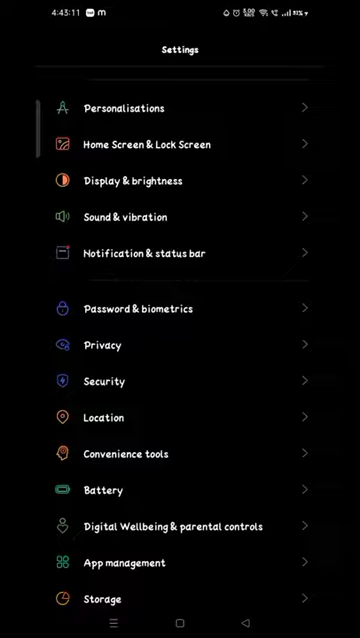 4:43:11 m
Settings
Personalisations
Home Screen & Lock Screen
Display & brightness
Sound & vibration
Notification & status bar
Password & biometrics
Privacy
Security
Location
Convenience tools
Battery
Digital Wellbeing & parental controls
App management
Storage